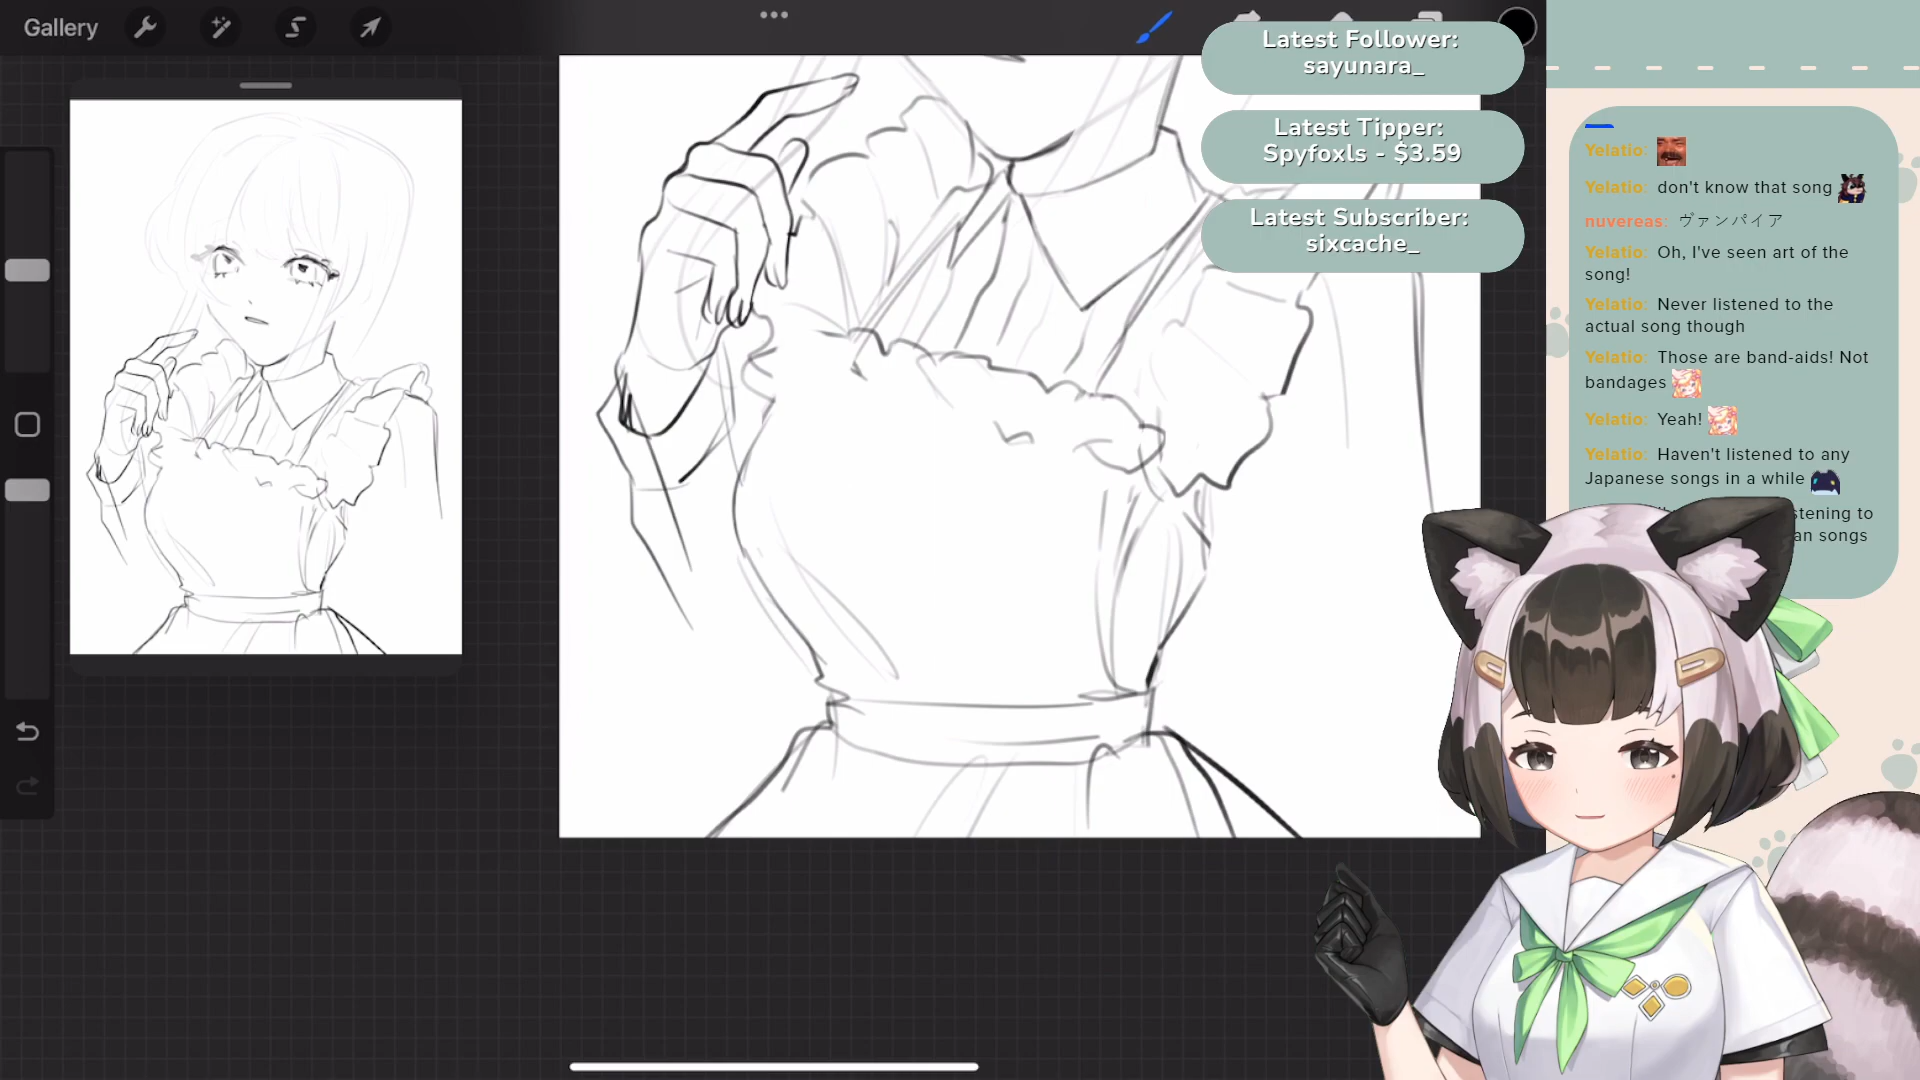 Gallery
Latest Follower:
sayunara_
Latest Tipper:
Spyfoxls - $3.59
Latest Subscriber:
sixcache_
Yelatio:
Yelatio: don't know that song
nuvereas: ヴァンパイア
Yelatio: Oh, I've seen art of the
song!
Yelatio: Never listened to the
actual song though
Yelatio: Those are band-aids! Not
bandages
Yelatio: Yeah!
Yelatio: Haven't listened to any
Japanese songs in a while
an songs